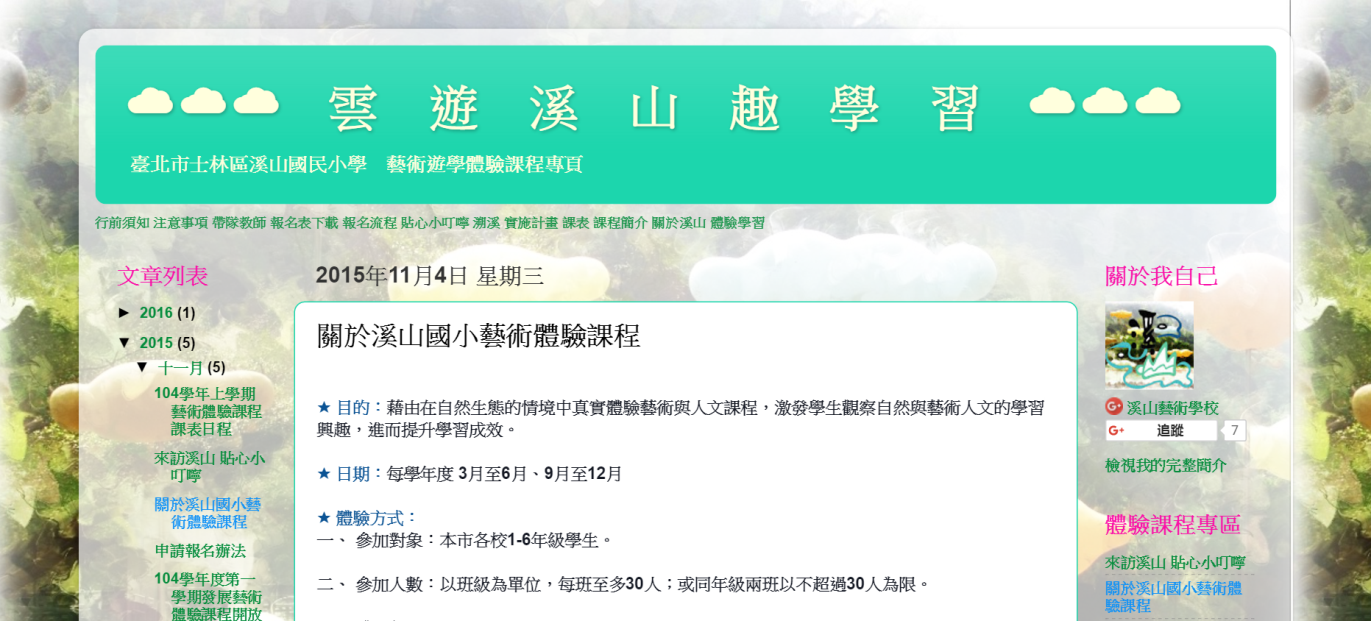 雲 遊 溪 山 趣 學 習
臺北市士林區溪山國民小學　藝術遊學體驗課程專頁
行前須知 注意事項 帶隊教師 報名表下載 報名流程 貼心小叮嚀 溯溪 實施計畫 課表 課程簡介 關於溪山 體驗學習
文章列表
► 2016 (1)
▼ 2015 (5)
▼ 十一月 (5)
104學年上學期
藝術體驗課程
課表日程
來訪溪山 貼心小
叮嚀
關於溪山國小藝
術體驗課程
申請報名辦法
104學年度第一
學期發展藝術
體驗課程開放
2015年11月4日 星期三
關於溪山國小藝術體驗課程
★ 目的：藉由在自然生態的情境中真實體驗藝術與人文課程，激發學生觀察自然與藝術人文的學習
興趣，進而提升學習成效。
★ 日期：每學年度 3月至6月、9月至12月
★ 體驗方式：
一、 參加對象：本市各校1-6年級學生。
二、 參加人數：以班級為單位，每班至多30人；或同年級兩班以不超過30人為限。
關於我自己
溪山藝術學校
G+ 追蹤 7
檢視我的完整簡介
體驗課程專區
來訪溪山 貼心小叮嚀
關於溪山國小藝術體
驗課程